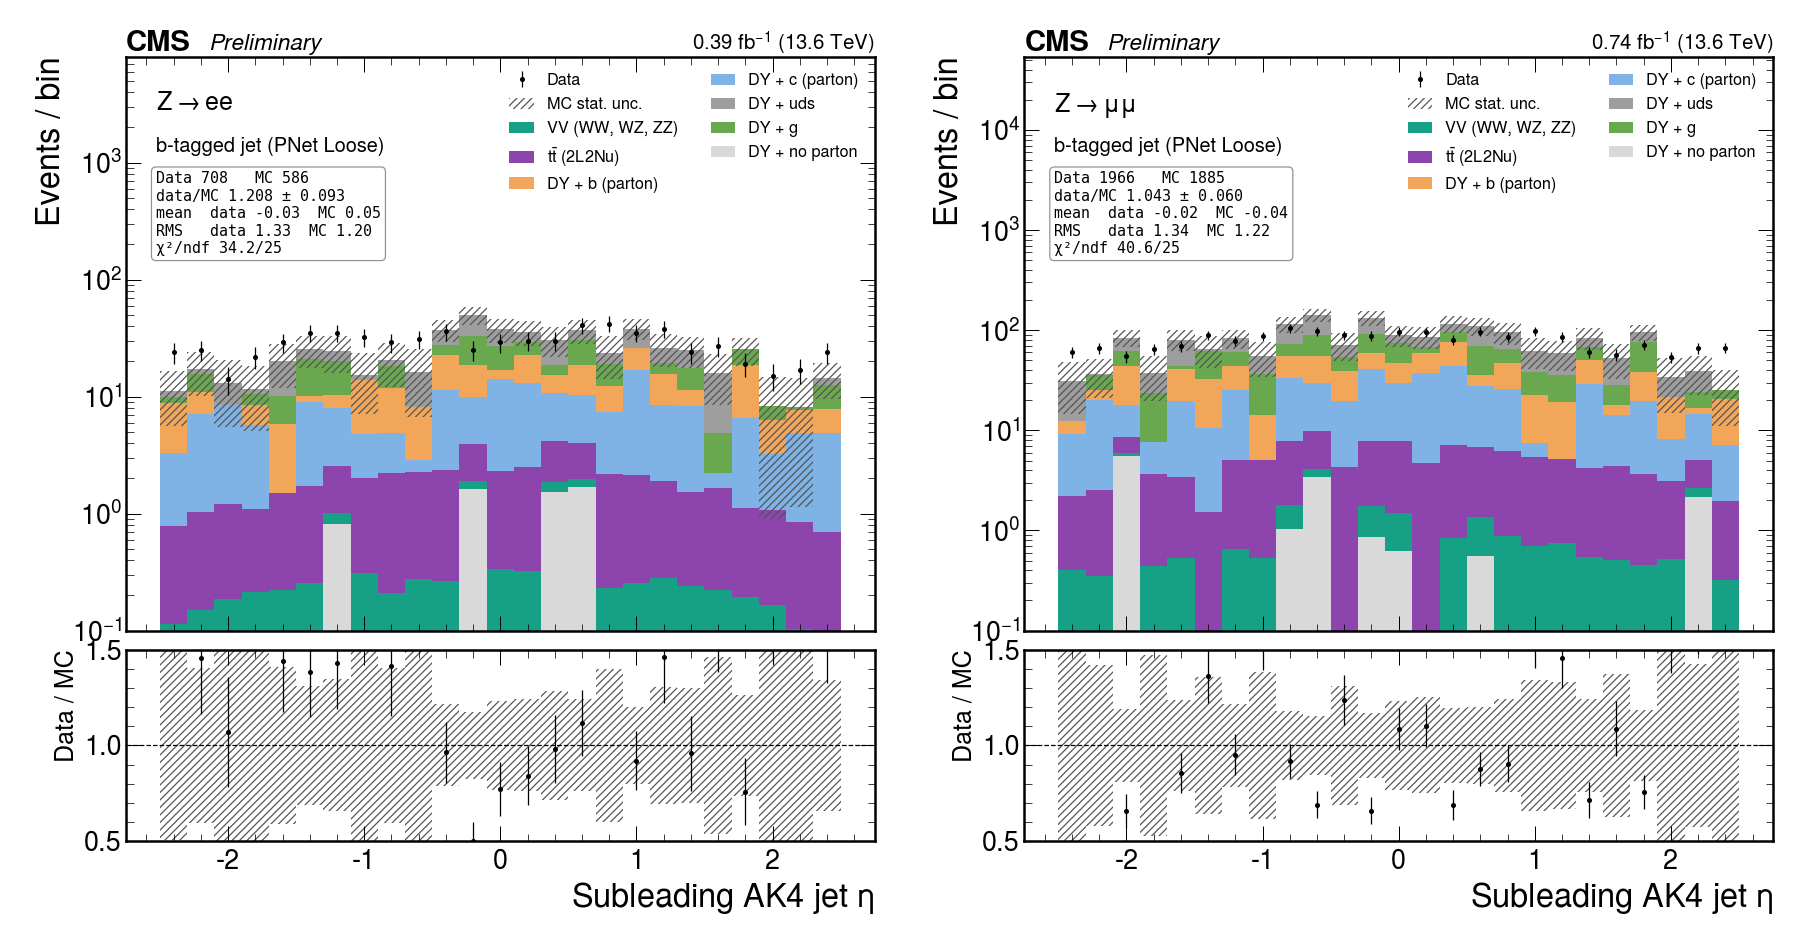 CMS Preliminary 0.39 fb⁻¹ (13.6 TeV)
Events / bin
Z → ee
b-tagged jet (PNet Loose)
Data 708 MC 586
data/MC 1.208 ± 0.093
mean data -0.03 MC 0.05
RMS data 1.33 MC 1.20
χ²/ndf 34.2/25
Data
MC stat. unc.
VV (WW, WZ, ZZ)
tt̄ (2L2Nu)
DY + b (parton)
DY + c (parton)
DY + uds
DY + g
DY + no parton
10³
10²
10¹
10⁰
10⁻¹
Data / MC
1.5
1.0
0.5
-2 -1 0 1 2
Subleading AK4 jet η
CMS Preliminary 0.74 fb⁻¹ (13.6 TeV)
Events / bin
Z → μμ
b-tagged jet (PNet Loose)
Data 1966 MC 1885
data/MC 1.043 ± 0.060
mean data -0.02 MC -0.04
RMS data 1.34 MC 1.22
χ²/ndf 40.6/25
Data
MC stat. unc.
VV (WW, WZ, ZZ)
tt̄ (2L2Nu)
DY + b (parton)
DY + c (parton)
DY + uds
DY + g
DY + no parton
10⁴
10³
10²
10¹
10⁰
10⁻¹
Data / MC
1.5
1.0
0.5
-2 -1 0 1 2
Subleading AK4 jet η